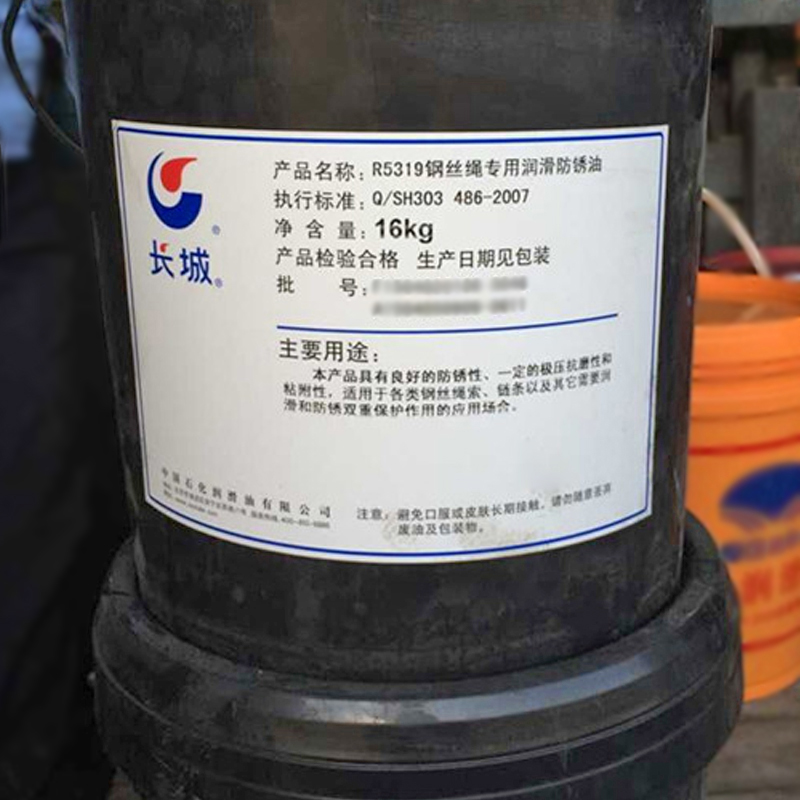 长城
®
®
产品名称：R5319钢丝绳专用润滑防锈油
执行标准：Q/SH303 486-2007
净 含 量：16kg
产品检验合格 生产日期见包装
批 号：
主要用途：
本产品具有良好的防锈性、一定的极压抗磨性和
粘附性，适用于各类钢丝绳索、链条以及其它需要润
滑和防锈双重保护作用的应用场合。
中国石化润滑油有限公司
注意：避免口服或皮肤长期接触，请勿随意丢弃
废油及包装物。